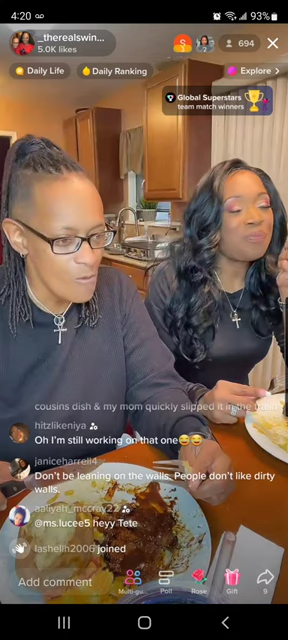 4:20
93%
_therealswin...
5.0K likes
694
Daily Life
Daily Ranking
Explore >
Global Superstars
team match winners
cousins dish & my mom quickly slipped it in the
hitzlikeniya
Oh I'm still working on that one😂😂
janiceharrell4
Don't be leaning on the walls. People don't like dirty
walls.
aaliyah_mccray22
@ms.lucee5 heyy Tete
lashelih2006 joined
Add comment
Multi-gu
Poll
Rose
Gift
9